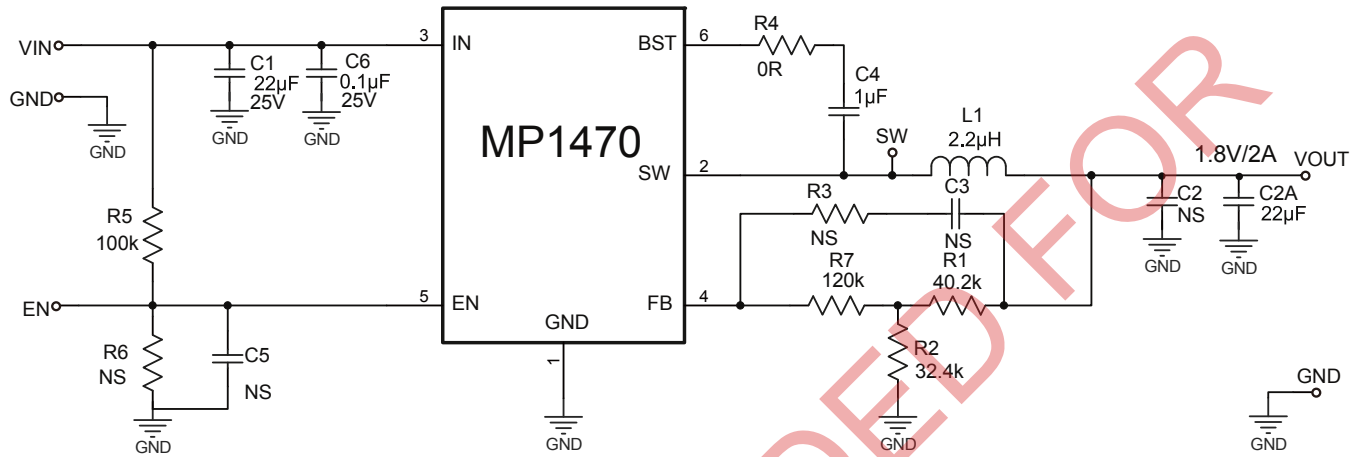 VIN
GND
GND
C1
22µF
25V
GND
C6
0.1µF
25V
GND
R5
100k
EN
R6
NS
C5
NS
GND
3
IN
BST
6
MP1470
SW
2
5
EN
FB
4
GND
1
GND
R4
0R
C4
1µF
SW
L1
2.2µH
1.8V/2A
VOUT
R3
NS
C3
NS
C2
NS
GND
C2A
22µF
GND
R7
120k
R1
40.2k
R2
32.4k
GND
GND
GND
DED FOR